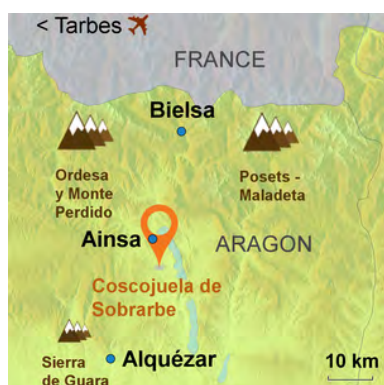 < Tarbes
FRANCE
Bielsa
Ordesa
y Monte
Perdido
Posets -
Maladeta
Ainsa
ARAGON
Coscojuela de
Sobrarbe
Sierra
de Guara
Alquézar
10 km